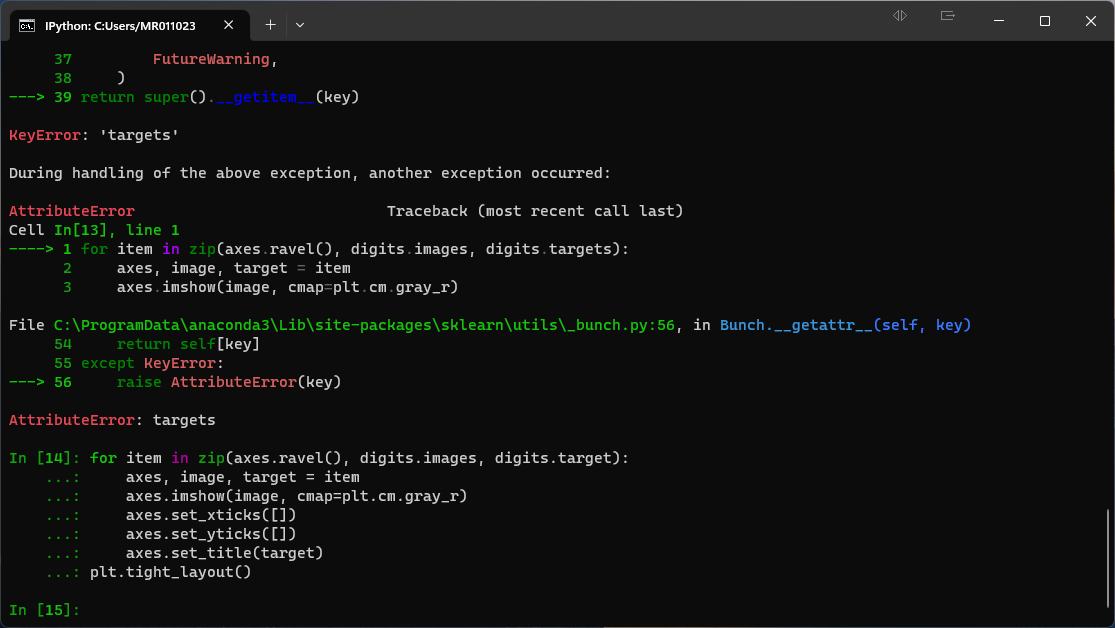 IPython: C:Users/MR011023
37 FutureWarning,
38 )
---> 39 return super().__getitem__(key)
KeyError: 'targets'
During handling of the above exception, another exception occurred:
AttributeError Traceback (most recent call last)
Cell In[13], line 1
----> 1 for item in zip(axes.ravel(), digits.images, digits.targets):
2 axes, image, target = item
3 axes.imshow(image, cmap=plt.cm.gray_r)
File C:\ProgramData\anaconda3\Lib\site-packages\sklearn\utils\_bunch.py:56, in Bunch.__getattr__(self, key)
54 return self[key]
55 except KeyError:
---> 56 raise AttributeError(key)
AttributeError: targets
In [14]: for item in zip(axes.ravel(), digits.images, digits.target):
...: axes, image, target = item
...: axes.imshow(image, cmap=plt.cm.gray_r)
...: axes.set_xticks([])
...: axes.set_yticks([])
...: axes.set_title(target)
...: plt.tight_layout()
In [15]: